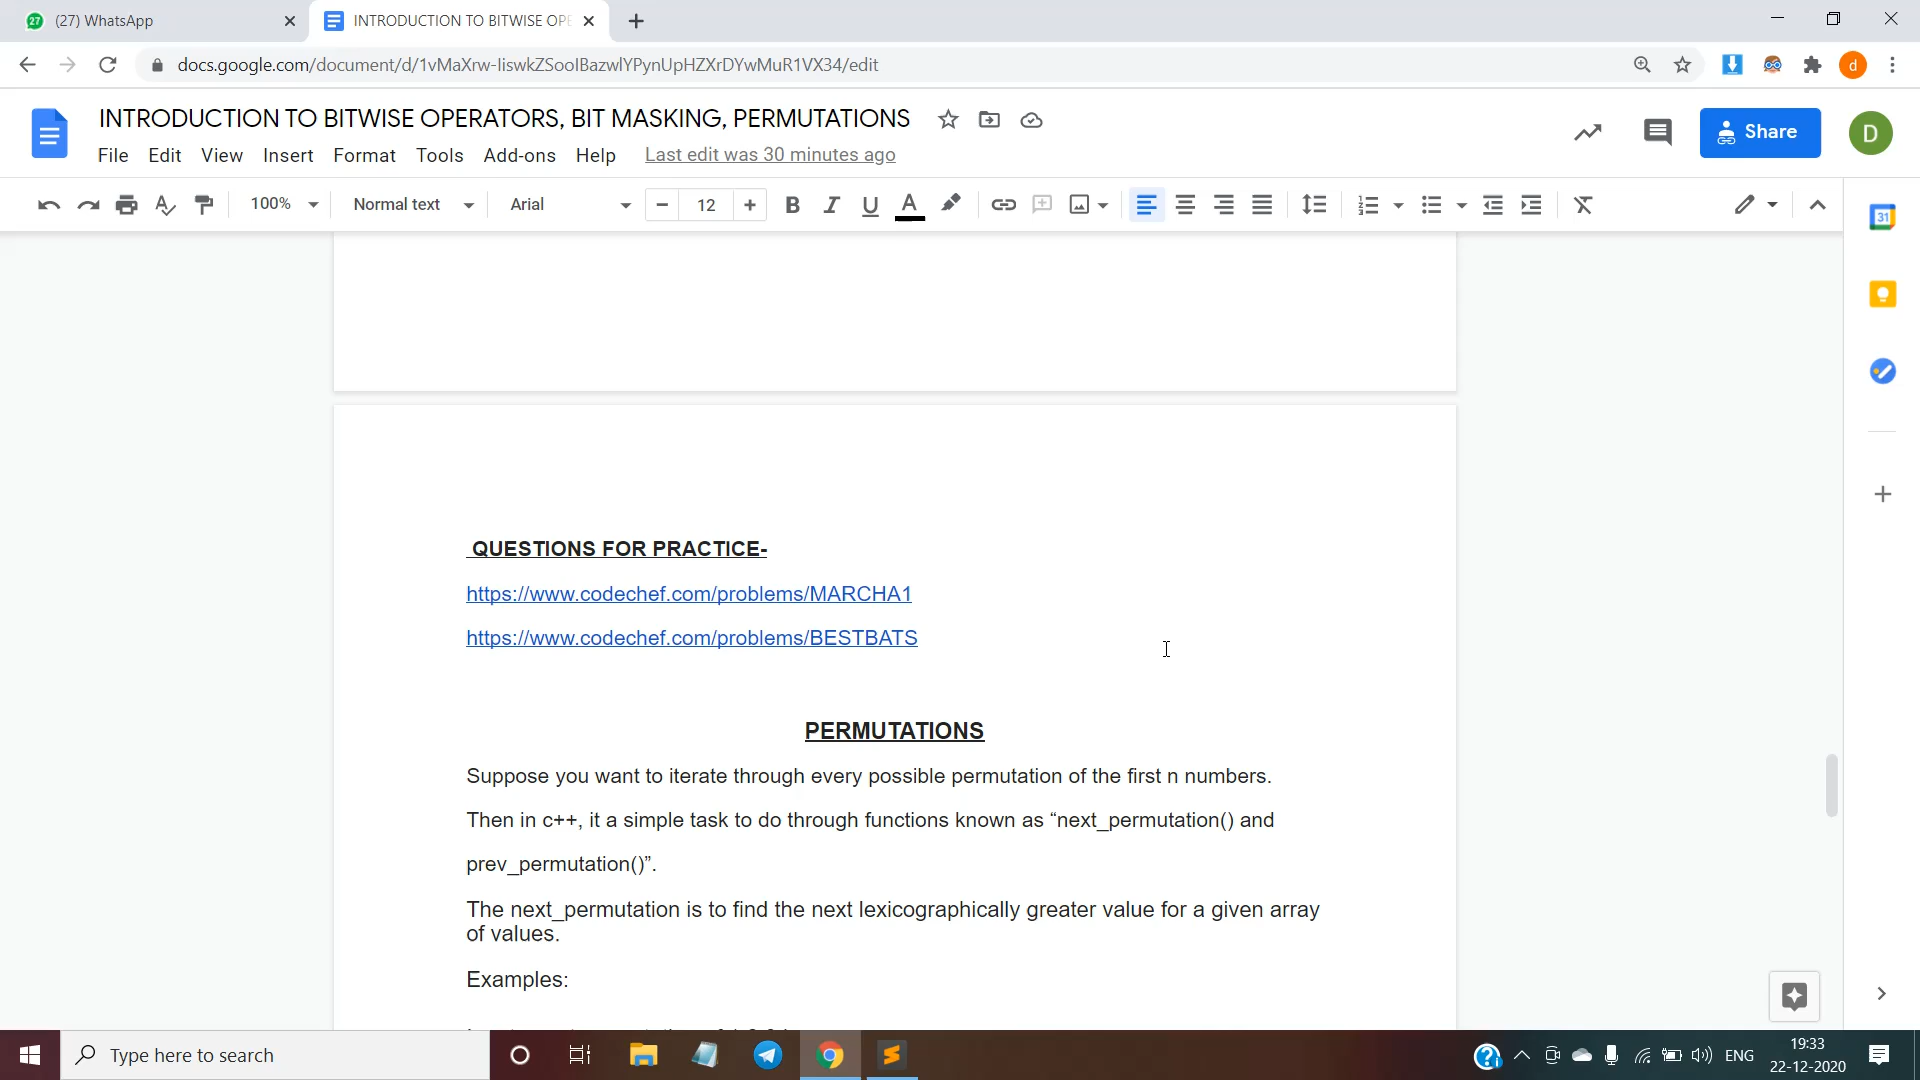 27
(27) WhatsApp
INTRODUCTION TO BITWISE OPE
docs.google.com/document/d/1vMaXrw-IiswkZSooIBazwlYPynUpHZXrDYwMuR1VX34/edit
d
INTRODUCTION TO BITWISE OPERATORS, BIT MASKING, PERMUTATIONS
Share
D
File Edit View Insert Format Tools Add-ons Help Last edit was 30 minutes ago
100% Normal text Arial 12 B I U A
31
QUESTIONS FOR PRACTICE-
https://www.codechef.com/problems/MARCHA1
https://www.codechef.com/problems/BESTBATS
PERMUTATIONS
Suppose you want to iterate through every possible permutation of the first n numbers.
Then in c++, it a simple task to do through functions known as “next_permutation() and
prev_permutation()”.
The next_permutation is to find the next lexicographically greater value for a given array
of values.
Examples:
Type here to search
ENG
19:33
22-12-2020